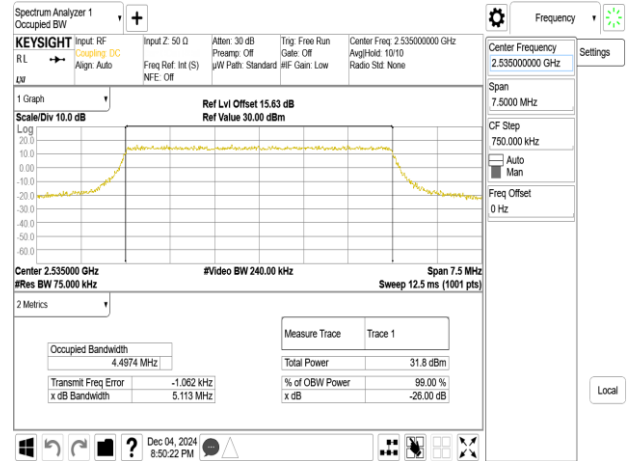 Spectrum Analyzer 1
Occupied BW
+
Frequency
KEYSIGHT
RL
LXI
Input: RF
Coupling: DC
Align: Auto
Input Z: 50 Ω
Freq Ref: Int (S)
NFE: Off
Atten: 30 dB
Preamp: Off
µW Path: Standard
Trig: Free Run
Gate: Off
#IF Gain: Low
Center Freq: 2.535000000 GHz
Avg|Hold: 10/10
Radio Std: None
Center Frequency
2.535000000 GHz
Settings
Span
7.5000 MHz
CF Step
750.000 kHz
Auto
Man
Freq Offset
0 Hz
Local
1 Graph
Scale/Div 10.0 dB
Ref Lvl Offset 15.63 dB
Ref Value 30.00 dBm
Log
20.0
10.0
0.00
-10.0
-20.0
-30.0
-40.0
-50.0
-60.0
Center 2.535000 GHz
#Video BW 240.00 kHz
Span 7.5 MHz
#Res BW 75.000 kHz
Sweep 12.5 ms (1001 pts)
2 Metrics
Measure Trace Trace 1
Occupied Bandwidth
4.4974 MHz
Total Power 31.8 dBm
Transmit Freq Error -1.062 kHz
% of OBW Power 99.00 %
x dB Bandwidth 5.113 MHz
x dB -26.00 dB
?
Dec 04, 2024
8:50:22 PM